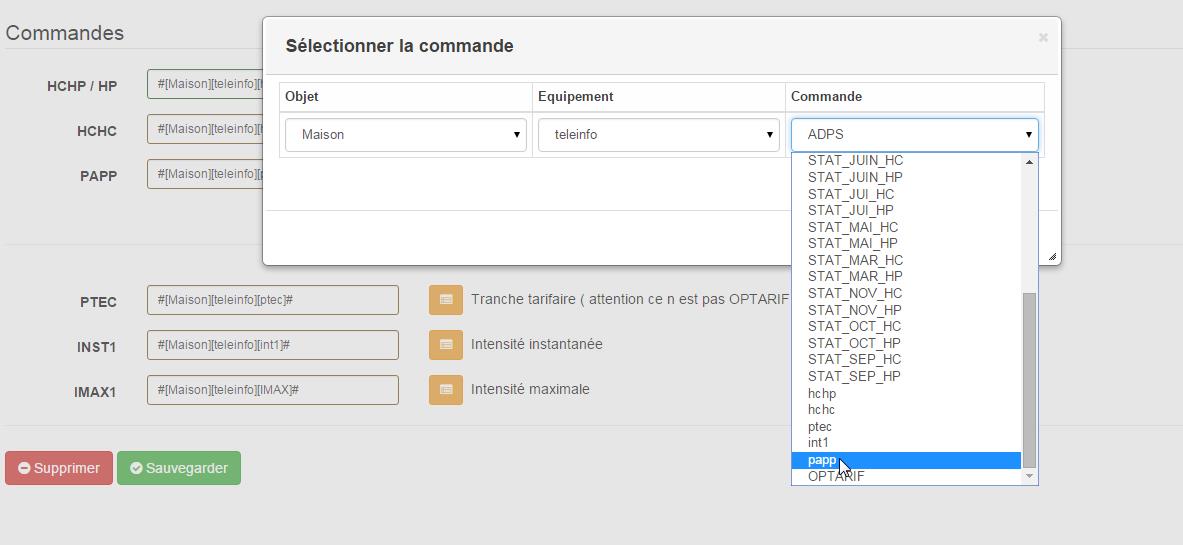 Commandes
Sélectionner la commande
×
Objet Equipement Commande
Maison teleinfo ADPS
HCHP / HP #[Maison][teleinfo][
HCHC #[Maison][teleinfo][
PAPP #[Maison][teleinfo][
STAT_JUIN_HC
STAT_JUIN_HP
STAT_JUI_HC
STAT_JUI_HP
STAT_MAI_HC
STAT_MAI_HP
STAT_MAR_HC
STAT_MAR_HP
STAT_NOV_HC
STAT_NOV_HP
STAT_OCT_HC
STAT_OCT_HP
STAT_SEP_HC
STAT_SEP_HP
hchp
hchc
ptec
int1
papp
OPTARIF
PTEC #[Maison][teleinfo][ptec]# Tranche tarifaire ( attention ce n est pas OPTARIF
INST1 #[Maison][teleinfo][int1]# Intensité instantanée
IMAX1 #[Maison][teleinfo][IMAX]# Intensité maximale
Supprimer Sauvegarder